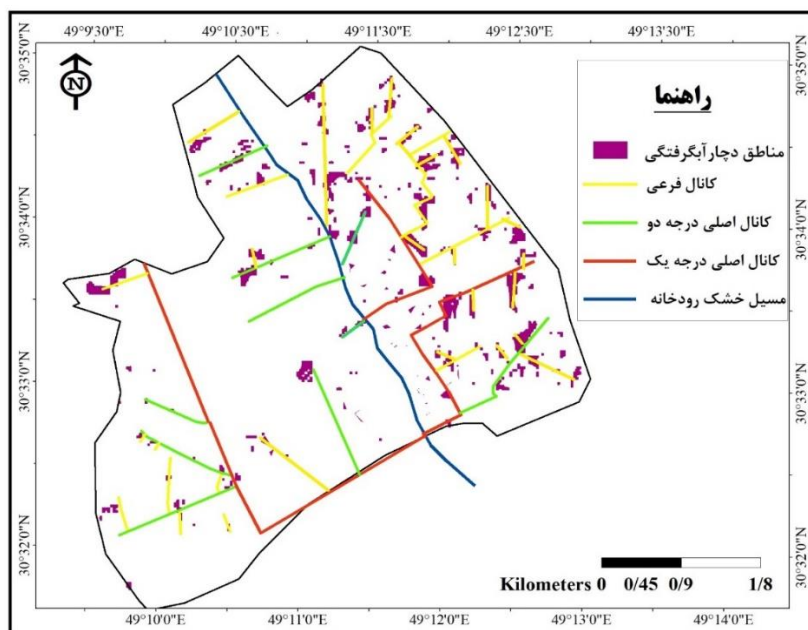 49°9'30"E 49°10'30"E 49°11'30"E 49°12'30"E 49°13'30"E
30°35'0"N
30°35'0"N
N
راهنما
مناطق دچارآبگرفتگی
کانال فرعی
کانال اصلی درجه دو
کانال اصلی درجه یک
مسیل خشک رودخانه
30°34'0"N
30°34'0"N
30°33'0"N
30°33'0"N
30°32'0"N
30°32'0"N
Kilometers 0 0/45 0/9 1/8
49°10'0"E 49°11'0"E 49°12'0"E 49°13'0"E 49°14'0"E